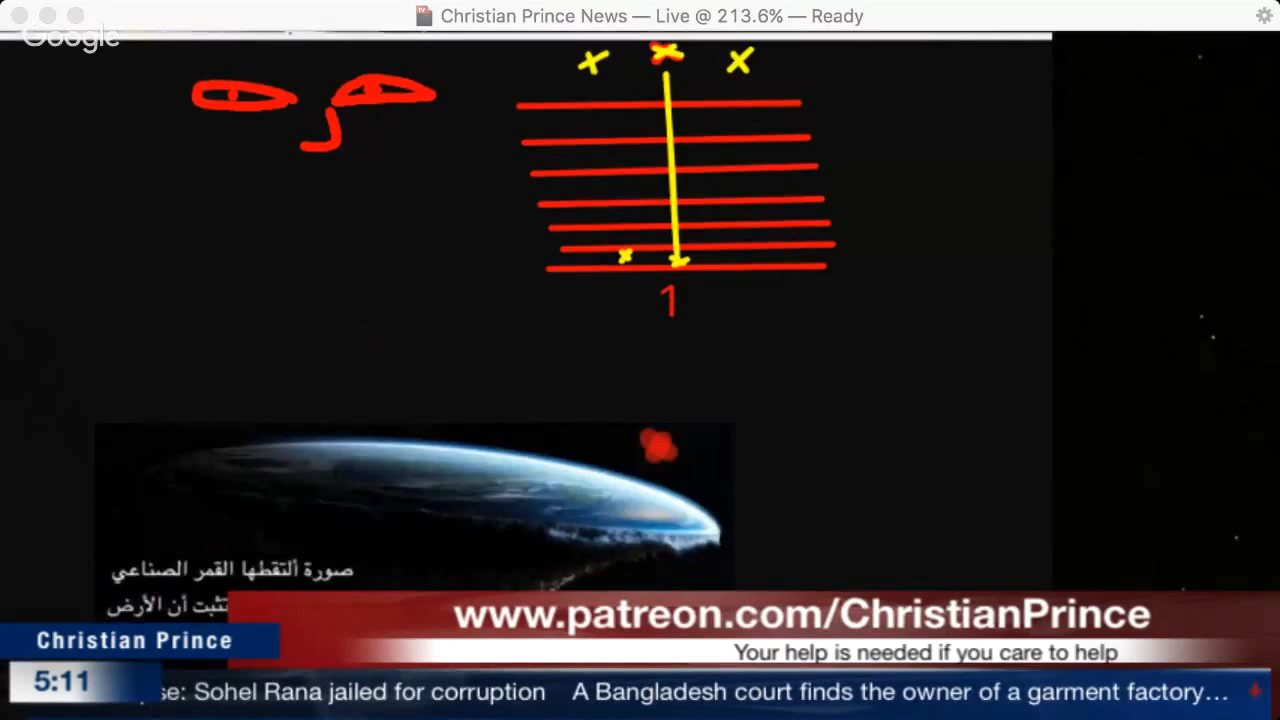 Christian Prince News — Live @ 213.6% — Ready
Google
1
صورة ألتقطها القمر الصناعي
تثبت أن الأرض
www.patreon.com/ChristianPrince
Christian Prince
Your help is needed if you care to help
5:11
se: Sohel Rana jailed for corruption A Bangladesh court finds the owner of a garment factory...